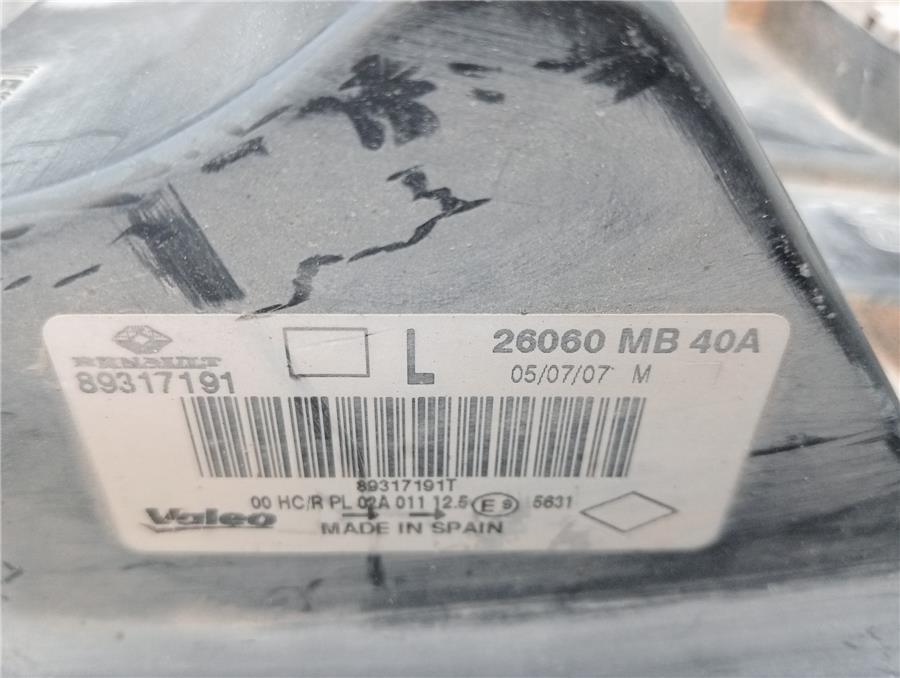 RENAULT
89317191
L
26060 MB 40A
05/07/07 M
89317191T
00 HC/R PL 02A 011 12.5 E9 5631
Valeo
MADE IN SPAIN